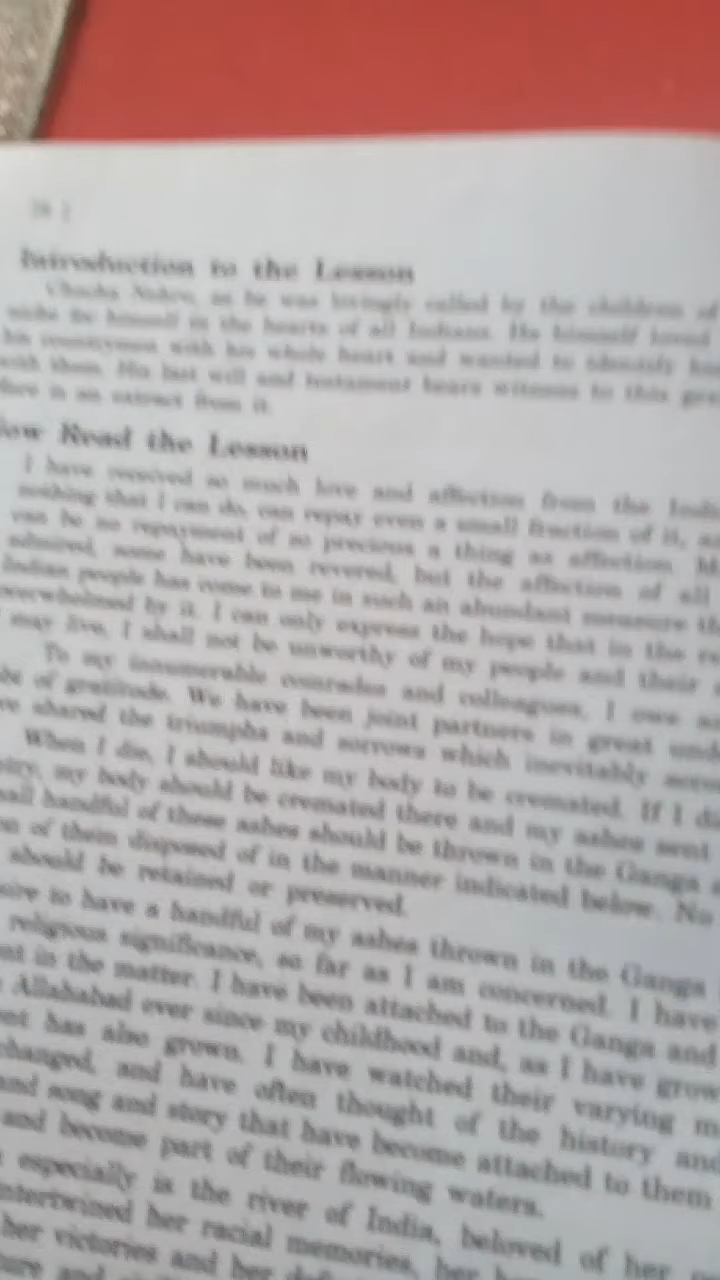 Introduction to the Lesson
Chacha Nehru, as he was lovingly called by the children of
niche for himself in the hearts of all Indians. He himself loved
his countrymen with his whole heart and wanted to identify
with them. His last will and testament bears witness to this
is an extract from it.
Read the Lesson
I have received so much love and affection from the
nothing that I can do, can repay even a small fraction of it,
can be no repayment of so precious a thing as affection.
admired, some have been revered, but the affection of all
Indian people has come to me in such an abundant measure
overwhelmed by it. I can only express the hope that in the
may live, I shall not be unworthy of my people and their
To my innumerable comrades and colleagues, I owe
of gratitude. We have been joint partners in great
shared the triumphs and sorrows which inevitably
When I die, I should like my body to be cremated. If I
my body should be cremated there and my ashes sent
handful of these ashes should be thrown in the Ganga
of them disposed of in the manner indicated below. No
should be retained or preserved.
to have a handful of my ashes thrown in the Ganga
religious significance, so far as I am concerned. I have
in the matter. I have been attached to the Ganga and
Allahabad ever since my childhood and, as I have
has also grown. I have watched their varying
changed, and have often thought of the history
and song and story that have become attached to them
and become part of their flowing waters.
especially is the river of India, beloved of her
intertwined her racial memories, her
her victories and her